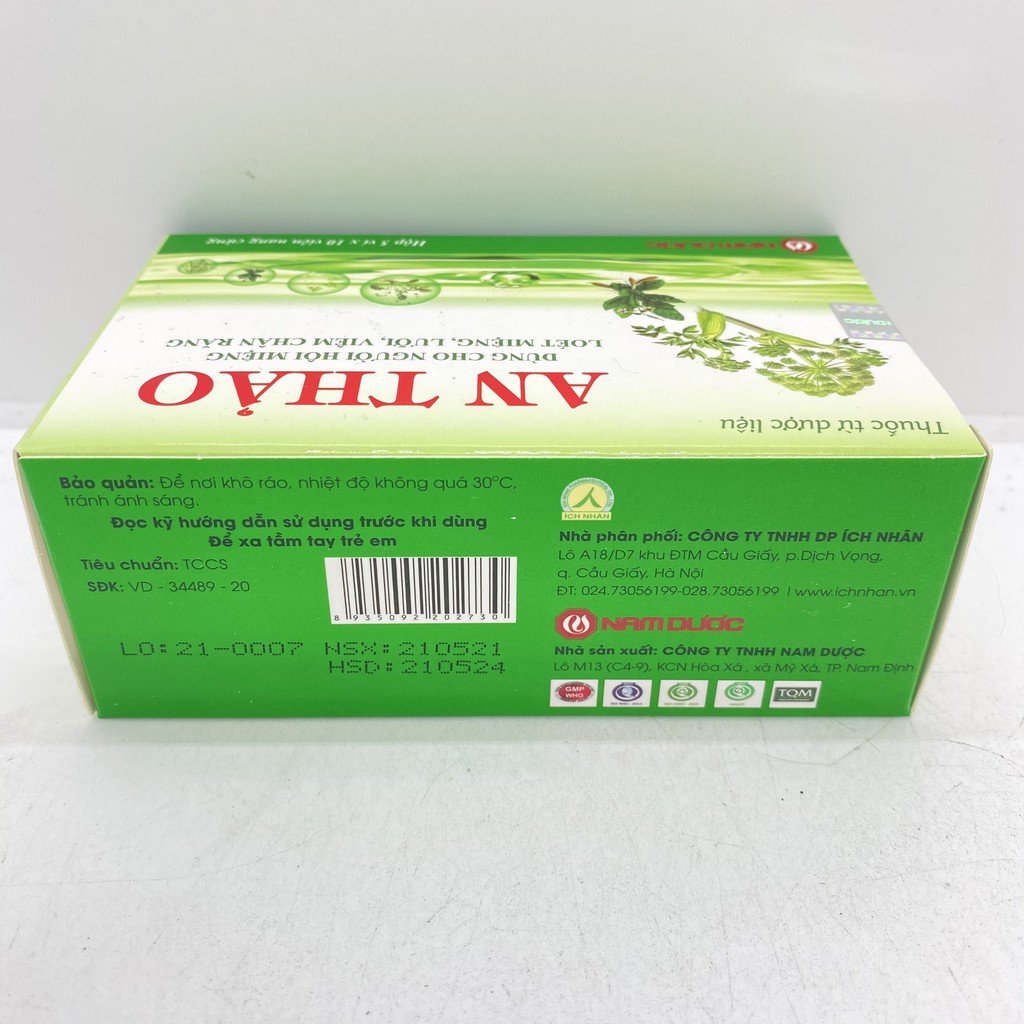 Hộp 5 vỉ x 10 viên nang cứng
NAM DƯỢC
Thuốc từ dược liệu
AN THẢO
DÙNG CHO NGƯỜI HÔI MIỆNG
LOÉT MIỆNG, LƯỠI, VIÊM CHÂN RĂNG
Bảo quản: Để nơi khô ráo, nhiệt độ không quá 30°C,
tránh ánh sáng.
Đọc kỹ hướng dẫn sử dụng trước khi dùng
Để xa tầm tay trẻ em
Tiêu chuẩn: TCCS
SĐK: VD - 34489 - 20
8 935092 202730
LO: 21-0007 NSX: 210521
HSD: 210524
ICH NHÂN
Nhà phân phối: CÔNG TY TNHH DP ÍCH NHÂN
Lô A18/D7 khu ĐTM Cầu Giấy, p.Dịch Vọng,
q. Cầu Giấy, Hà Nội
ĐT: 024.73056199-028.73056199 | www.ichnhan.vn
NAM DƯỢC
Nhà sản xuất: CÔNG TY TNHH NAM DƯỢC
Lô M13 (C4-9), KCN Hòa Xá , xã Mỹ Xá, TP. Nam Định
GMP
WHO
TQM